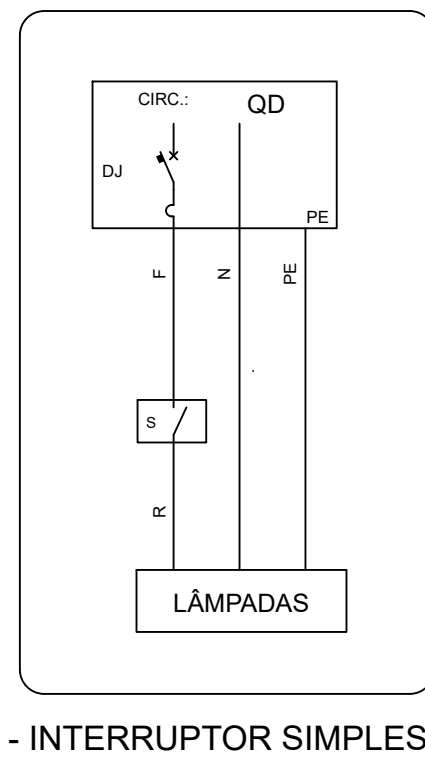 CIRC.: QD
DJ
PE
F N PE
S
R
LÂMPADAS
- INTERRUPTOR SIMPLES